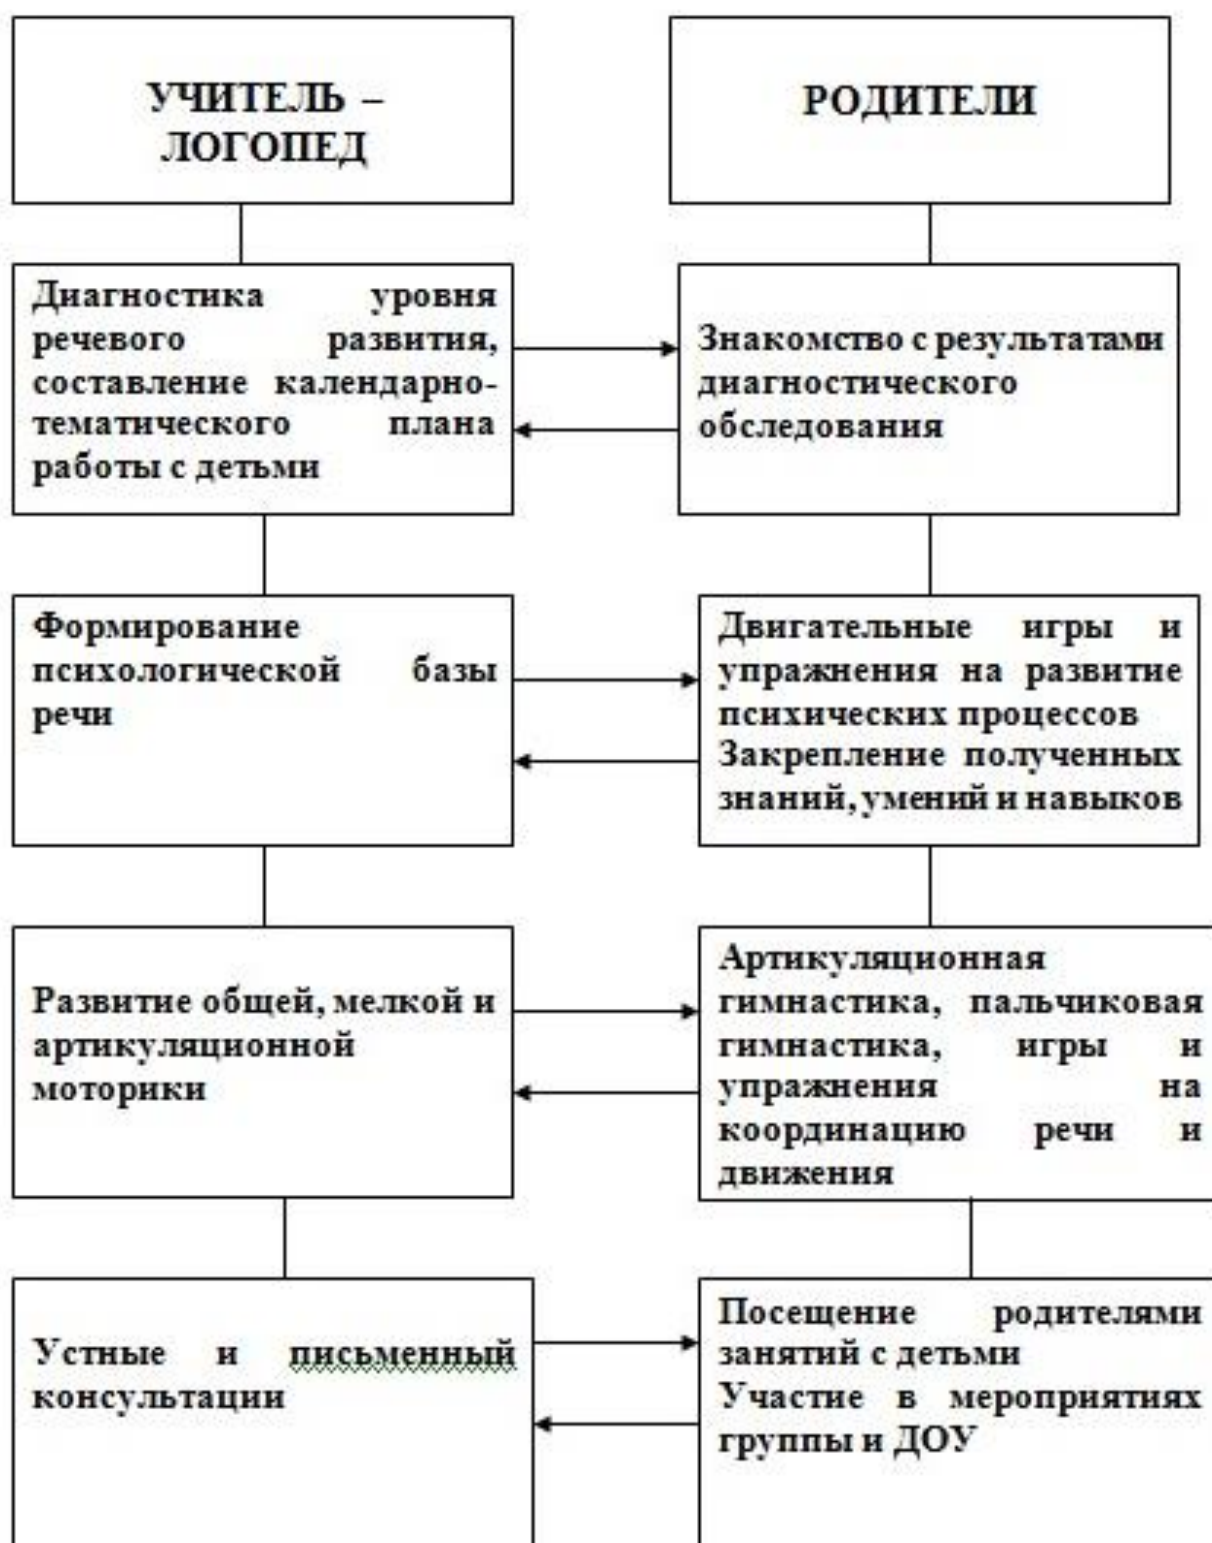 УЧИТЕЛЬ –
ЛОГОПЕД
РОДИТЕЛИ
Диагностика уровня
речевого развития,
составление календарно-
тематического плана
работы с детьми
Знакомство с результатами
диагностического
обследования
Формирование
психологической базы
речи
Двигательные игры и
упражнения на развитие
психических процессов
Закрепление полученных
знаний, умений и навыков
Развитие общей, мелкой и
артикуляционной
моторики
Артикуляционная
гимнастика, пальчиковая
гимнастика, игры и
упражнения на
координацию речи и
движения
Устные и письменный
консультации
Посещение родителями
занятий с детьми
Участие в мероприятиях
группы и ДОУ